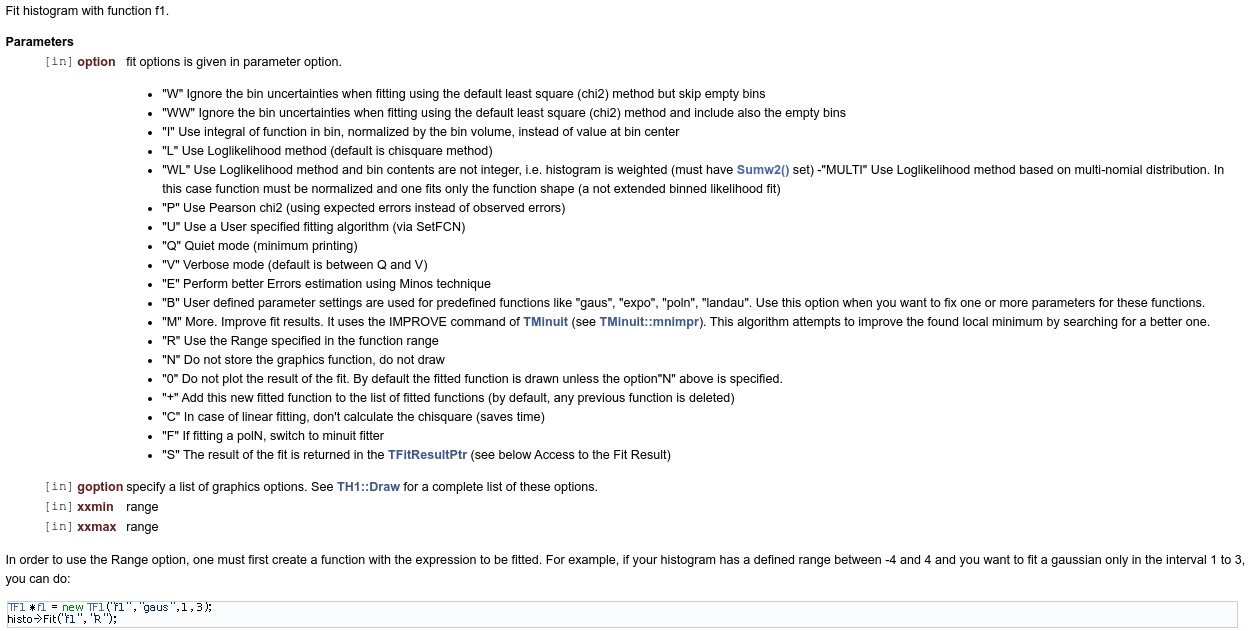 Fit histogram with function f1.
Parameters
[in] option fit options is given in parameter option.
• "W" Ignore the bin uncertainties when fitting using the default least square (chi2) method but skip empty bins
• "WW" Ignore the bin uncertainties when fitting using the default least square (chi2) method and include also the empty bins
• "I" Use integral of function in bin, normalized by the bin volume, instead of value at bin center
• "L" Use Loglikelihood method (default is chisquare method)
• "WL" Use Loglikelihood method and bin contents are not integer, i.e. histogram is weighted (must have Sumw2() set) -"MULTI" Use Loglikelihood method based on multi-nomial distribution. In
this case function must be normalized and one fits only the function shape (a not extended binned likelihood fit)
• "P" Use Pearson chi2 (using expected errors instead of observed errors)
• "U" Use a User specified fitting algorithm (via SetFCN)
• "Q" Quiet mode (minimum printing)
• "V" Verbose mode (default is between Q and V)
• "E" Perform better Errors estimation using Minos technique
• "B" User defined parameter settings are used for predefined functions like "gaus", "expo", "poln", "landau". Use this option when you want to fix one or more parameters for these functions.
• "M" More. Improve fit results. It uses the IMPROVE command of TMinuit (see TMinuit::mnimpr). This algorithm attempts to improve the found local minimum by searching for a better one.
• "R" Use the Range specified in the function range
• "N" Do not store the graphics function, do not draw
• "0" Do not plot the result of the fit. By default the fitted function is drawn unless the option"N" above is specified.
• "+" Add this new fitted function to the list of fitted functions (by default, any previous function is deleted)
• "C" In case of linear fitting, don't calculate the chisquare (saves time)
• "F" If fitting a polN, switch to minuit fitter
• "S" The result of the fit is returned in the TFitResultPtr (see below Access to the Fit Result)
[in] goption specify a list of graphics options. See TH1::Draw for a complete list of these options.
[in] xxmin range
[in] xxmax range
In order to use the Range option, one must first create a function with the expression to be fitted. For example, if your histogram has a defined range between -4 and 4 and you want to fit a gaussian only in the interval 1 to 3,
you can do:
TF1 *f1 = new TF1("f1","gaus",1,3);
histo->Fit("f1","R");